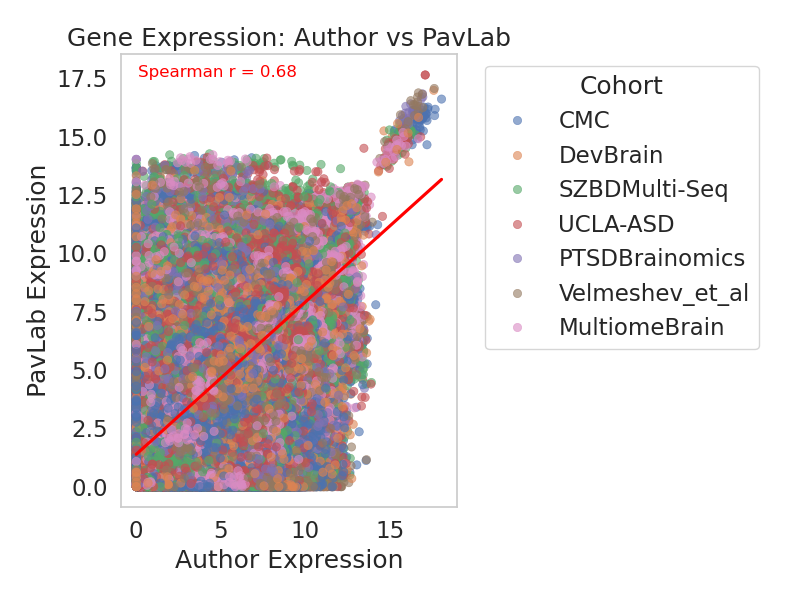 Gene Expression: Author vs PavLab
Spearman r = 0.68
17.5
15.0
12.5
10.0
7.5
5.0
2.5
0.0
PavLab Expression
0 5 10 15
Author Expression
Cohort
CMC
DevBrain
SZBDMulti-Seq
UCLA-ASD
PTSDBrainomics
Velmeshev_et_al
MultiomeBrain